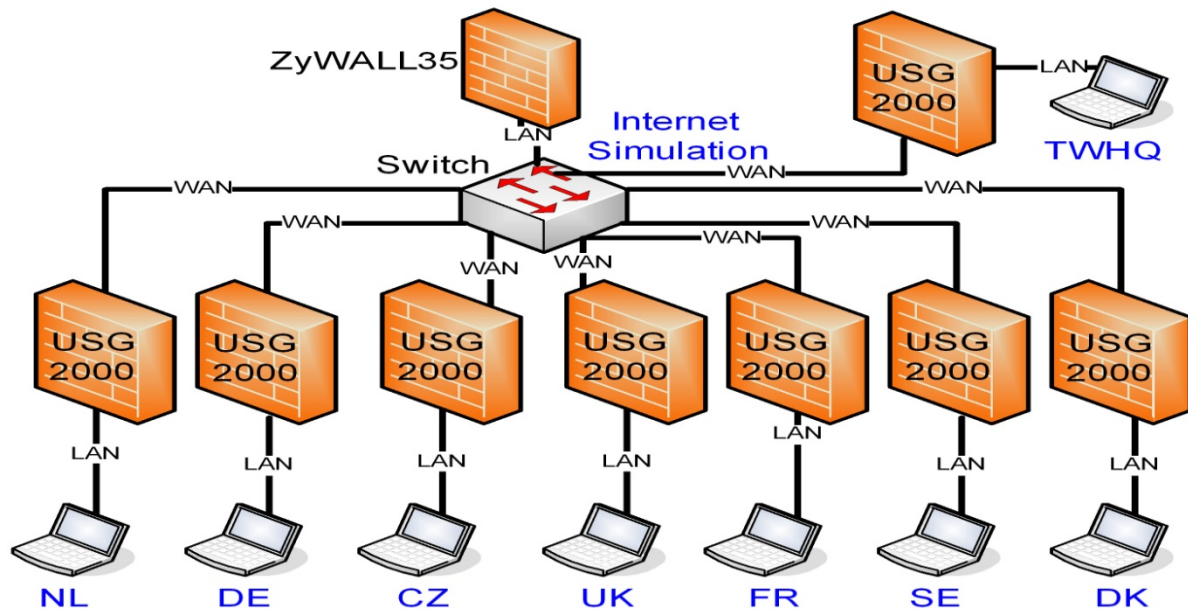 ZyWALL35
LAN
USG
2000
LAN
TWHQ
Internet
Simulation
Switch
WAN
WAN
WAN
WAN
WAN
WAN
WAN
WAN
USG
2000
USG
2000
USG
2000
USG
2000
USG
2000
USG
2000
USG
2000
LAN
LAN
LAN
LAN
LAN
LAN
LAN
NL
DE
CZ
UK
FR
SE
DK